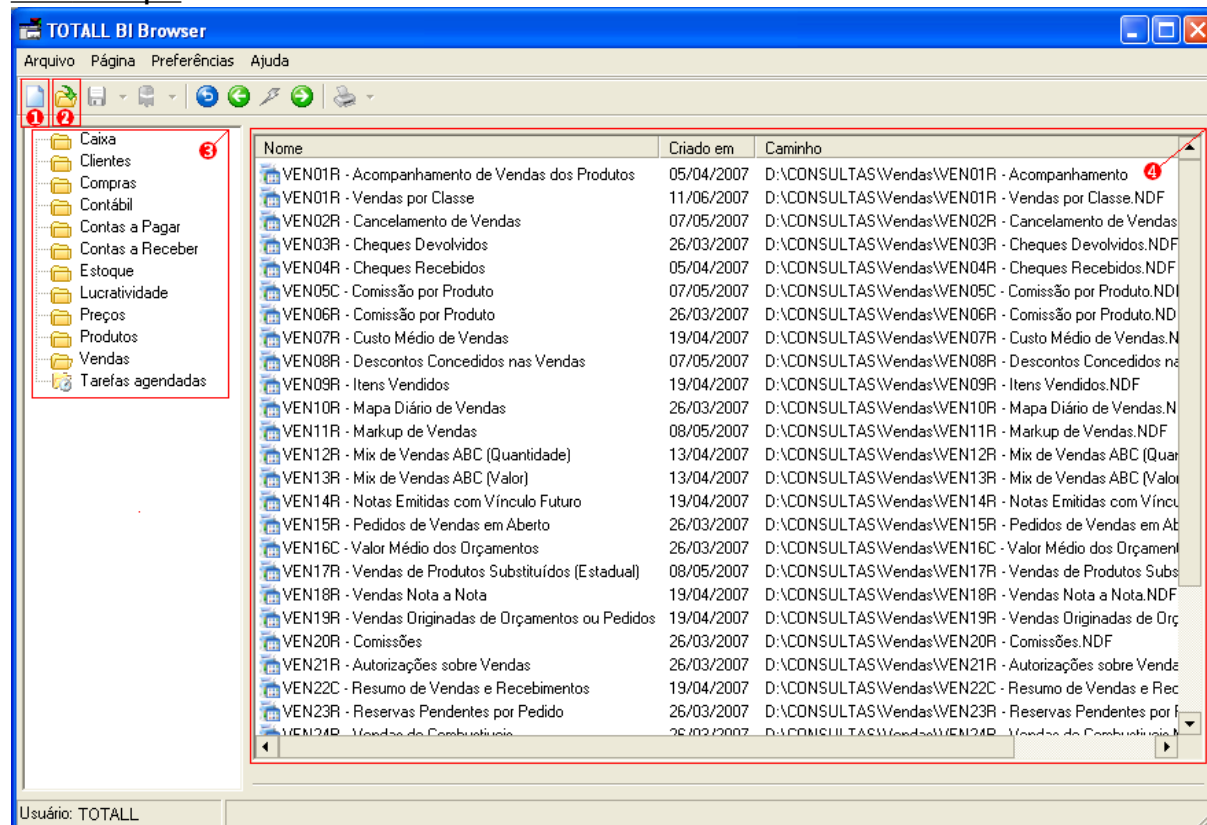 TOTALL BI Browser
Arquivo Página Preferências Ajuda
1 2
3
4
Caixa
Clientes
Compras
Contábil
Contas a Pagar
Contas a Receber
Estoque
Lucratividade
Preços
Produtos
Vendas
Tarefas agendadas
Nome Criado em Caminho
VEN01R - Acompanhamento de Vendas dos Produtos 05/04/2007 D:\CONSULTAS\Vendas\VEN01R - Acompanhamento
VEN01R - Vendas por Classe 11/06/2007 D:\CONSULTAS\Vendas\VEN01R - Vendas por Classe.NDF
VEN02R - Cancelamento de Vendas 07/05/2007 D:\CONSULTAS\Vendas\VEN02R - Cancelamento de Vendas
VEN03R - Cheques Devolvidos 26/03/2007 D:\CONSULTAS\Vendas\VEN03R - Cheques Devolvidos.NDF
VEN04R - Cheques Recebidos 05/04/2007 D:\CONSULTAS\Vendas\VEN04R - Cheques Recebidos.NDF
VEN05C - Comissão por Produto 07/05/2007 D:\CONSULTAS\Vendas\VEN05C - Comissão por Produto.NDI
VEN06R - Comissão por Produto 26/03/2007 D:\CONSULTAS\Vendas\VEN06R - Comissão por Produto.ND
VEN07R - Custo Médio de Vendas 19/04/2007 D:\CONSULTAS\Vendas\VEN07R - Custo Médio de Vendas.N
VEN08R - Descontos Concedidos nas Vendas 07/05/2007 D:\CONSULTAS\Vendas\VEN08R - Descontos Concedidos na
VEN09R - Itens Vendidos 19/04/2007 D:\CONSULTAS\Vendas\VEN09R - Itens Vendidos.NDF
VEN10R - Mapa Diário de Vendas 26/03/2007 D:\CONSULTAS\Vendas\VEN10R - Mapa Diário de Vendas.N
VEN11R - Markup de Vendas 08/05/2007 D:\CONSULTAS\Vendas\VEN11R - Markup de Vendas.NDF
VEN12R - Mix de Vendas ABC (Quantidade) 13/04/2007 D:\CONSULTAS\Vendas\VEN12R - Mix de Vendas ABC (Quar
VEN13R - Mix de Vendas ABC (Valor) 13/04/2007 D:\CONSULTAS\Vendas\VEN13R - Mix de Vendas ABC (Valor
VEN14R - Notas Emitidas com Vínculo Futuro 19/04/2007 D:\CONSULTAS\Vendas\VEN14R - Notas Emitidas com Víncu
VEN15R - Pedidos de Vendas em Aberto 26/03/2007 D:\CONSULTAS\Vendas\VEN15R - Pedidos de Vendas em Ab
VEN16C - Valor Médio dos Orçamentos 26/03/2007 D:\CONSULTAS\Vendas\VEN16C - Valor Médio dos Orçament
VEN17R - Vendas de Produtos Substituídos (Estadual) 08/05/2007 D:\CONSULTAS\Vendas\VEN17R - Vendas de Produtos Subs
VEN18R - Vendas Nota a Nota 19/04/2007 D:\CONSULTAS\Vendas\VEN18R - Vendas Nota a Nota.NDF
VEN19R - Vendas Originadas de Orçamentos ou Pedidos 19/04/2007 D:\CONSULTAS\Vendas\VEN19R - Vendas Originadas de Orç
VEN20R - Comissões 26/03/2007 D:\CONSULTAS\Vendas\VEN20R - Comissões.NDF
VEN21R - Autorizações sobre Vendas 26/03/2007 D:\CONSULTAS\Vendas\VEN21R - Autorizações sobre Venda
VEN22C - Resumo de Vendas e Recebimentos 19/04/2007 D:\CONSULTAS\Vendas\VEN22C - Resumo de Vendas e Rec
VEN23R - Reservas Pendentes por Pedido 26/03/2007 D:\CONSULTAS\Vendas\VEN23R - Reservas Pendentes por
VEN24R - Vendas de Combustiveis 26/03/2007 D:\CONSULTAS\Vendas\VEN24R - Vendas de Combustiveis
Usuário: TOTALL